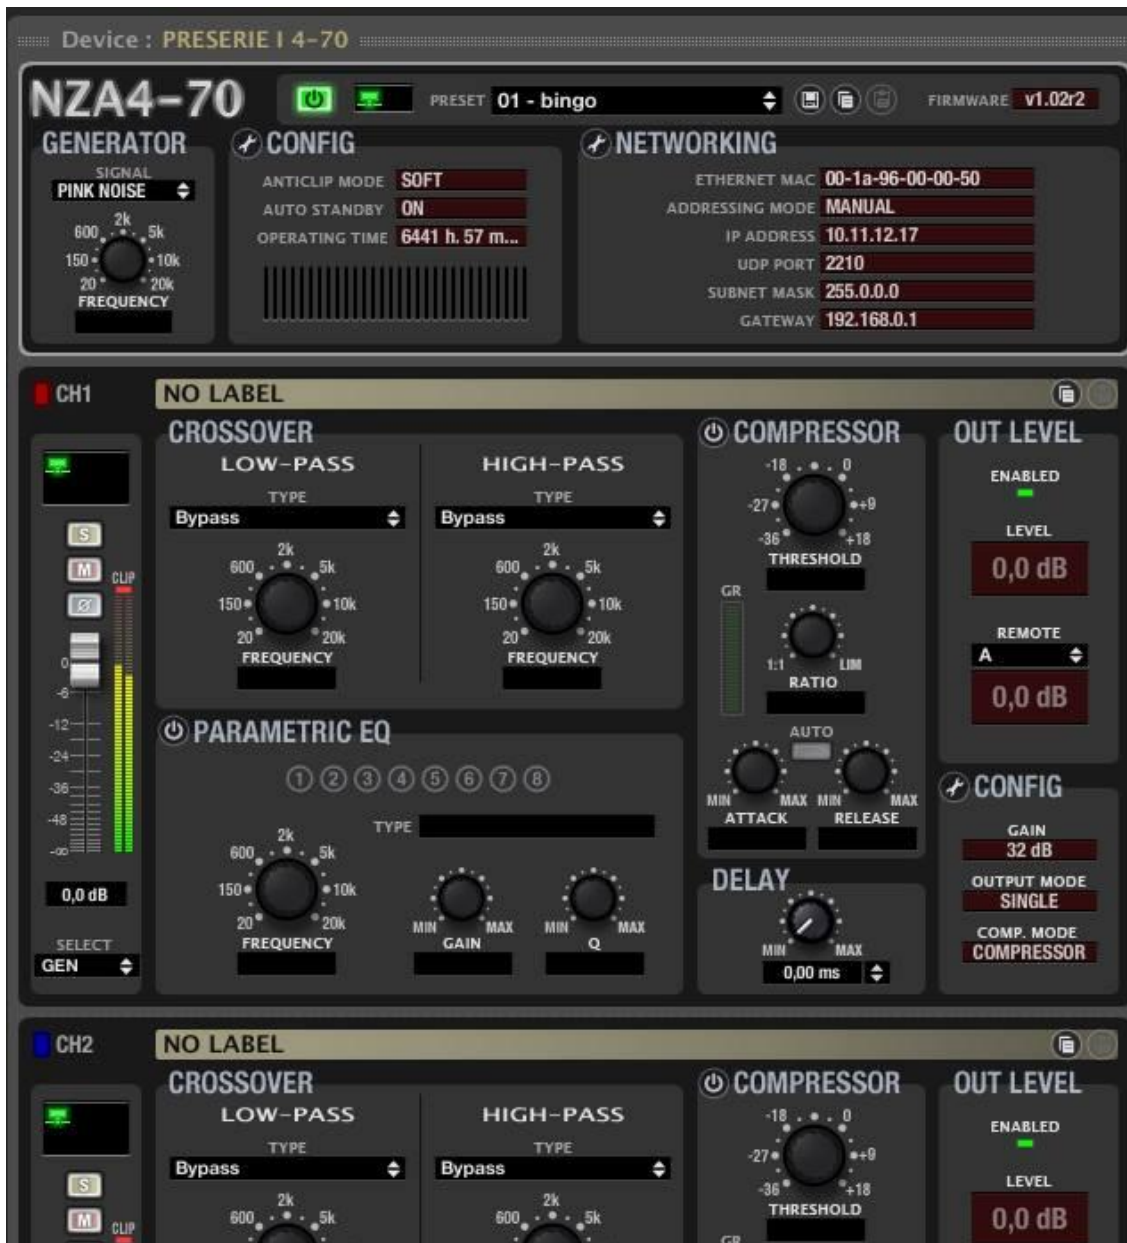 Device : PRESERIE I 4-70
NZA4-70
PRESET 01 - bingo
FIRMWARE v1.02r2
GENERATOR
SIGNAL
PINK NOISE
2k
600 5k
150 10k
20 20k
FREQUENCY
CONFIG
ANTICLIP MODE SOFT
AUTO STANDBY ON
OPERATING TIME 6441 h. 57 m...
NETWORKING
ETHERNET MAC 00-1a-96-00-00-50
ADDRESSING MODE MANUAL
IP ADDRESS 10.11.12.17
UDP PORT 2210
SUBNET MASK 255.0.0.0
GATEWAY 192.168.0.1
CH1
NO LABEL
S
M
CLIP
Ø
0
-6
-12
-24
-36
-48
-∞
0,0 dB
SELECT
GEN
CROSSOVER
LOW-PASS
TYPE
Bypass
2k
600 5k
150 10k
20 20k
FREQUENCY
HIGH-PASS
TYPE
Bypass
2k
600 5k
150 10k
20 20k
FREQUENCY
PARAMETRIC EQ
1 2 3 4 5 6 7 8
TYPE
2k
600 5k
150 10k
20 20k
FREQUENCY
MIN MAX
GAIN
MIN MAX
Q
COMPRESSOR
-18 0
-27 +9
-36 +18
THRESHOLD
GR
1:1 LIM
RATIO
AUTO
MIN MAX
ATTACK
MIN MAX
RELEASE
DELAY
MIN MAX
0,00 ms
OUT LEVEL
ENABLED
LEVEL
0,0 dB
REMOTE
A
0,0 dB
CONFIG
GAIN
32 dB
OUTPUT MODE
SINGLE
COMP. MODE
COMPRESSOR
CH2
NO LABEL
S
M
CLIP
CROSSOVER
LOW-PASS
TYPE
Bypass
2k
600 5k
HIGH-PASS
TYPE
Bypass
2k
600 5k
COMPRESSOR
-18 0
-27 +9
-36 +18
THRESHOLD
GR
OUT LEVEL
ENABLED
LEVEL
0,0 dB